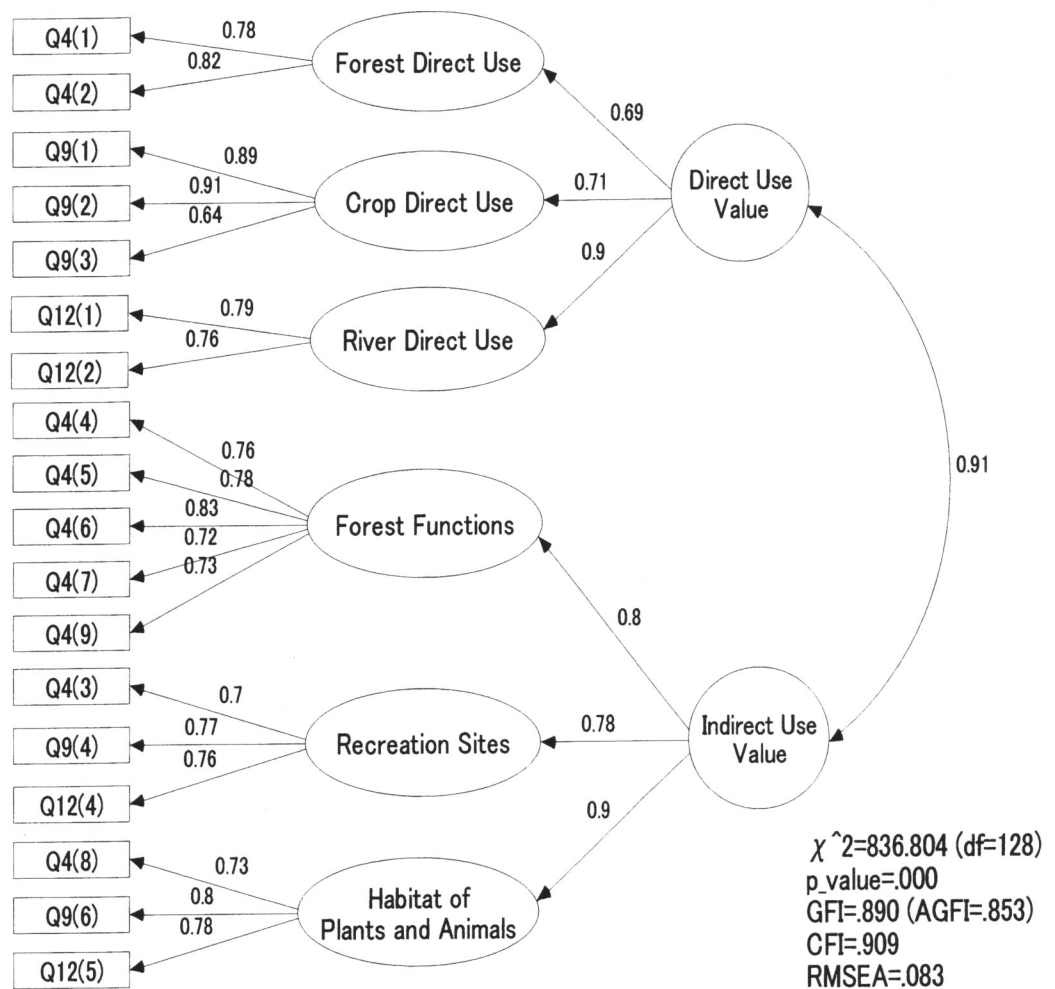 Q4(1)
0.78
0.82
Q4(2)
Forest Direct Use
0.69
Q9(1)
0.89
0.91
Q9(2)
0.64
Q9(3)
Crop Direct Use
0.71
Direct Use
Value
0.9
Q12(1)
0.79
0.76
Q12(2)
River Direct Use
Q4(4)
0.76
Q4(5)
0.78
0.83
Q4(6)
0.72
Q4(7)
0.73
Q4(9)
Forest Functions
0.91
0.8
Q4(3)
0.7
0.77
Q9(4)
0.76
Q12(4)
Recreation Sites
0.78
Indirect Use
Value
0.9
Q4(8)
0.73
0.8
Q9(6)
0.78
Q12(5)
Habitat of
Plants and Animals
χ^2=836.804 (df=128)
p_value=.000
GFI=.890 (AGFI=.853)
CFI=.909
RMSEA=.083